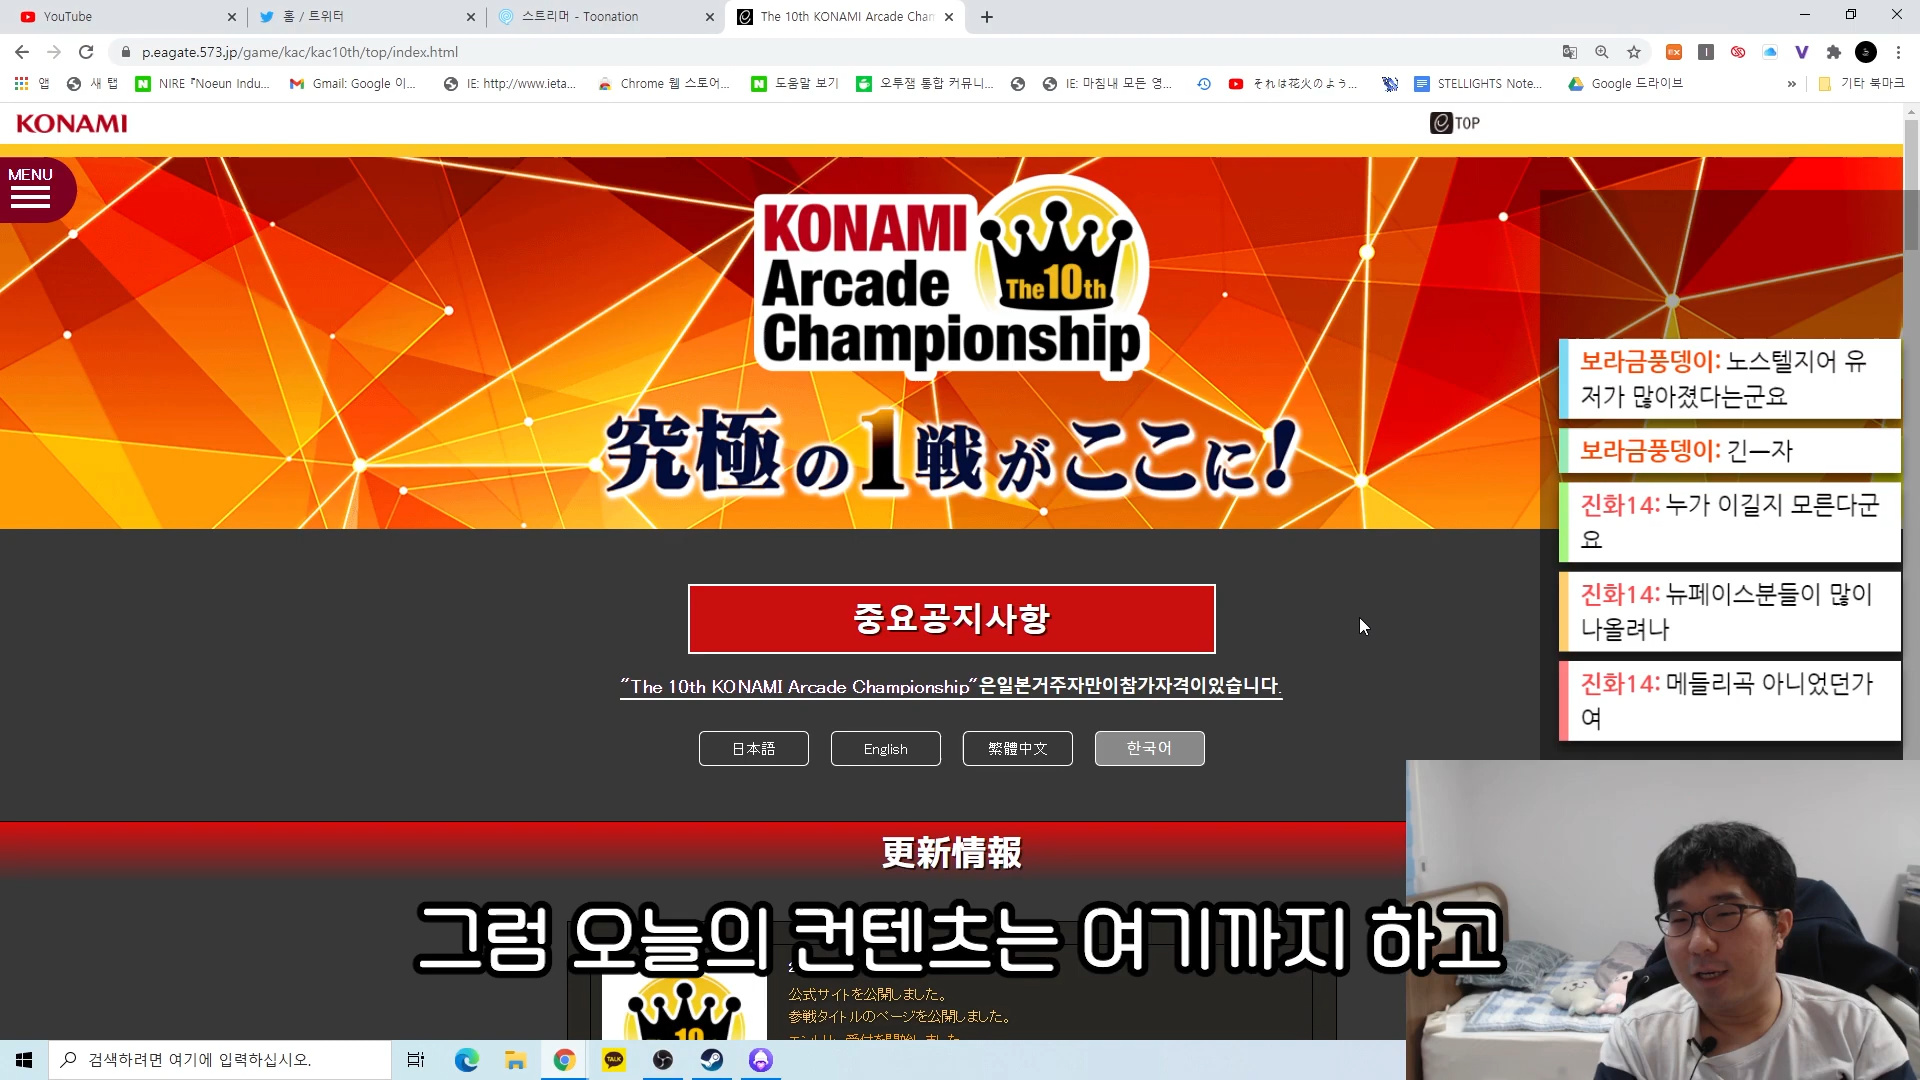 YouTube
홈 / 트위터
스트리머 - Toonation
The 10th KONAMI Arcade Cham
p.eagate.573.jp/game/kac/kac10th/top/index.html
앱
새 탭
NIRE『Noeun Indu...
Gmail: Google 이...
IE: http://www.ieta...
Chrome 웹 스토어...
도움말 보기
오투잼 통합 커뮤니...
IE: 마침내 모든 영...
それは花火のよう...
STELLIGHTS Note...
Google 드라이브
»
기타 북마크
KONAMI
TOP
MENU
KONAMI
Arcade
Championship
The 10th
究極の1戦がここに!
보라금풍뎅이: 노스텔지어 유
저가 많아졌다는군요
보라금풍뎅이: 긴ㅡ자
진화14: 누가 이길지 모른다군
요
진화14: 뉴페이스분들이 많이
나올려나
진화14: 메들리곡 아니었던가
여
중요공지사항
"The 10th KONAMI Arcade Championship"은일본거주자만이참가자격이있습니다.
日本語
English
繁體中文
한국어
更新情報
그럼 오늘의 컨텐츠는 여기까지 하고
公式サイトを公開しました。
参戦タイトルのページを公開しました。
10
검색하려면 여기에 입력하십시오.
TALK